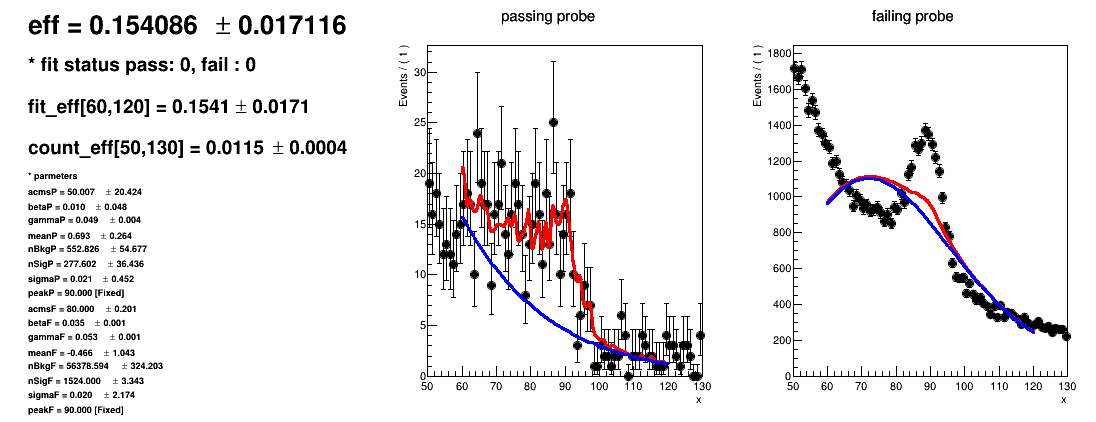 eff = 0.154086 ± 0.017116
* fit status pass: 0, fail : 0
fit_eff[60,120] = 0.1541 ± 0.0171
count_eff[50,130] = 0.0115 ± 0.0004
* parmeters
acmsP = 50.007 ± 20.424
betaP = 0.010 ± 0.048
gammaP = 0.049 ± 0.004
meanP = 0.693 ± 0.264
nBkgP = 552.826 ± 54.677
nSigP = 277.602 ± 36.436
sigmaP = 0.021 ± 0.452
peakP = 90.000 [Fixed]
acmsF = 80.000 ± 0.201
betaF = 0.035 ± 0.001
gammaF = 0.053 ± 0.001
meanF = -0.466 ± 1.043
nBkgF = 56378.594 ± 324.203
nSigF = 1524.000 ± 3.343
sigmaF = 0.020 ± 2.174
peakF = 90.000 [Fixed]
passing probe
Events / ( 1 )
30
25
20
15
10
5
0
50 60 70 80 90 100 110 120 130
x
failing probe
Events / ( 1 )
1800
1600
1400
1200
1000
800
600
400
200
0
50 60 70 80 90 100 110 120 130
x